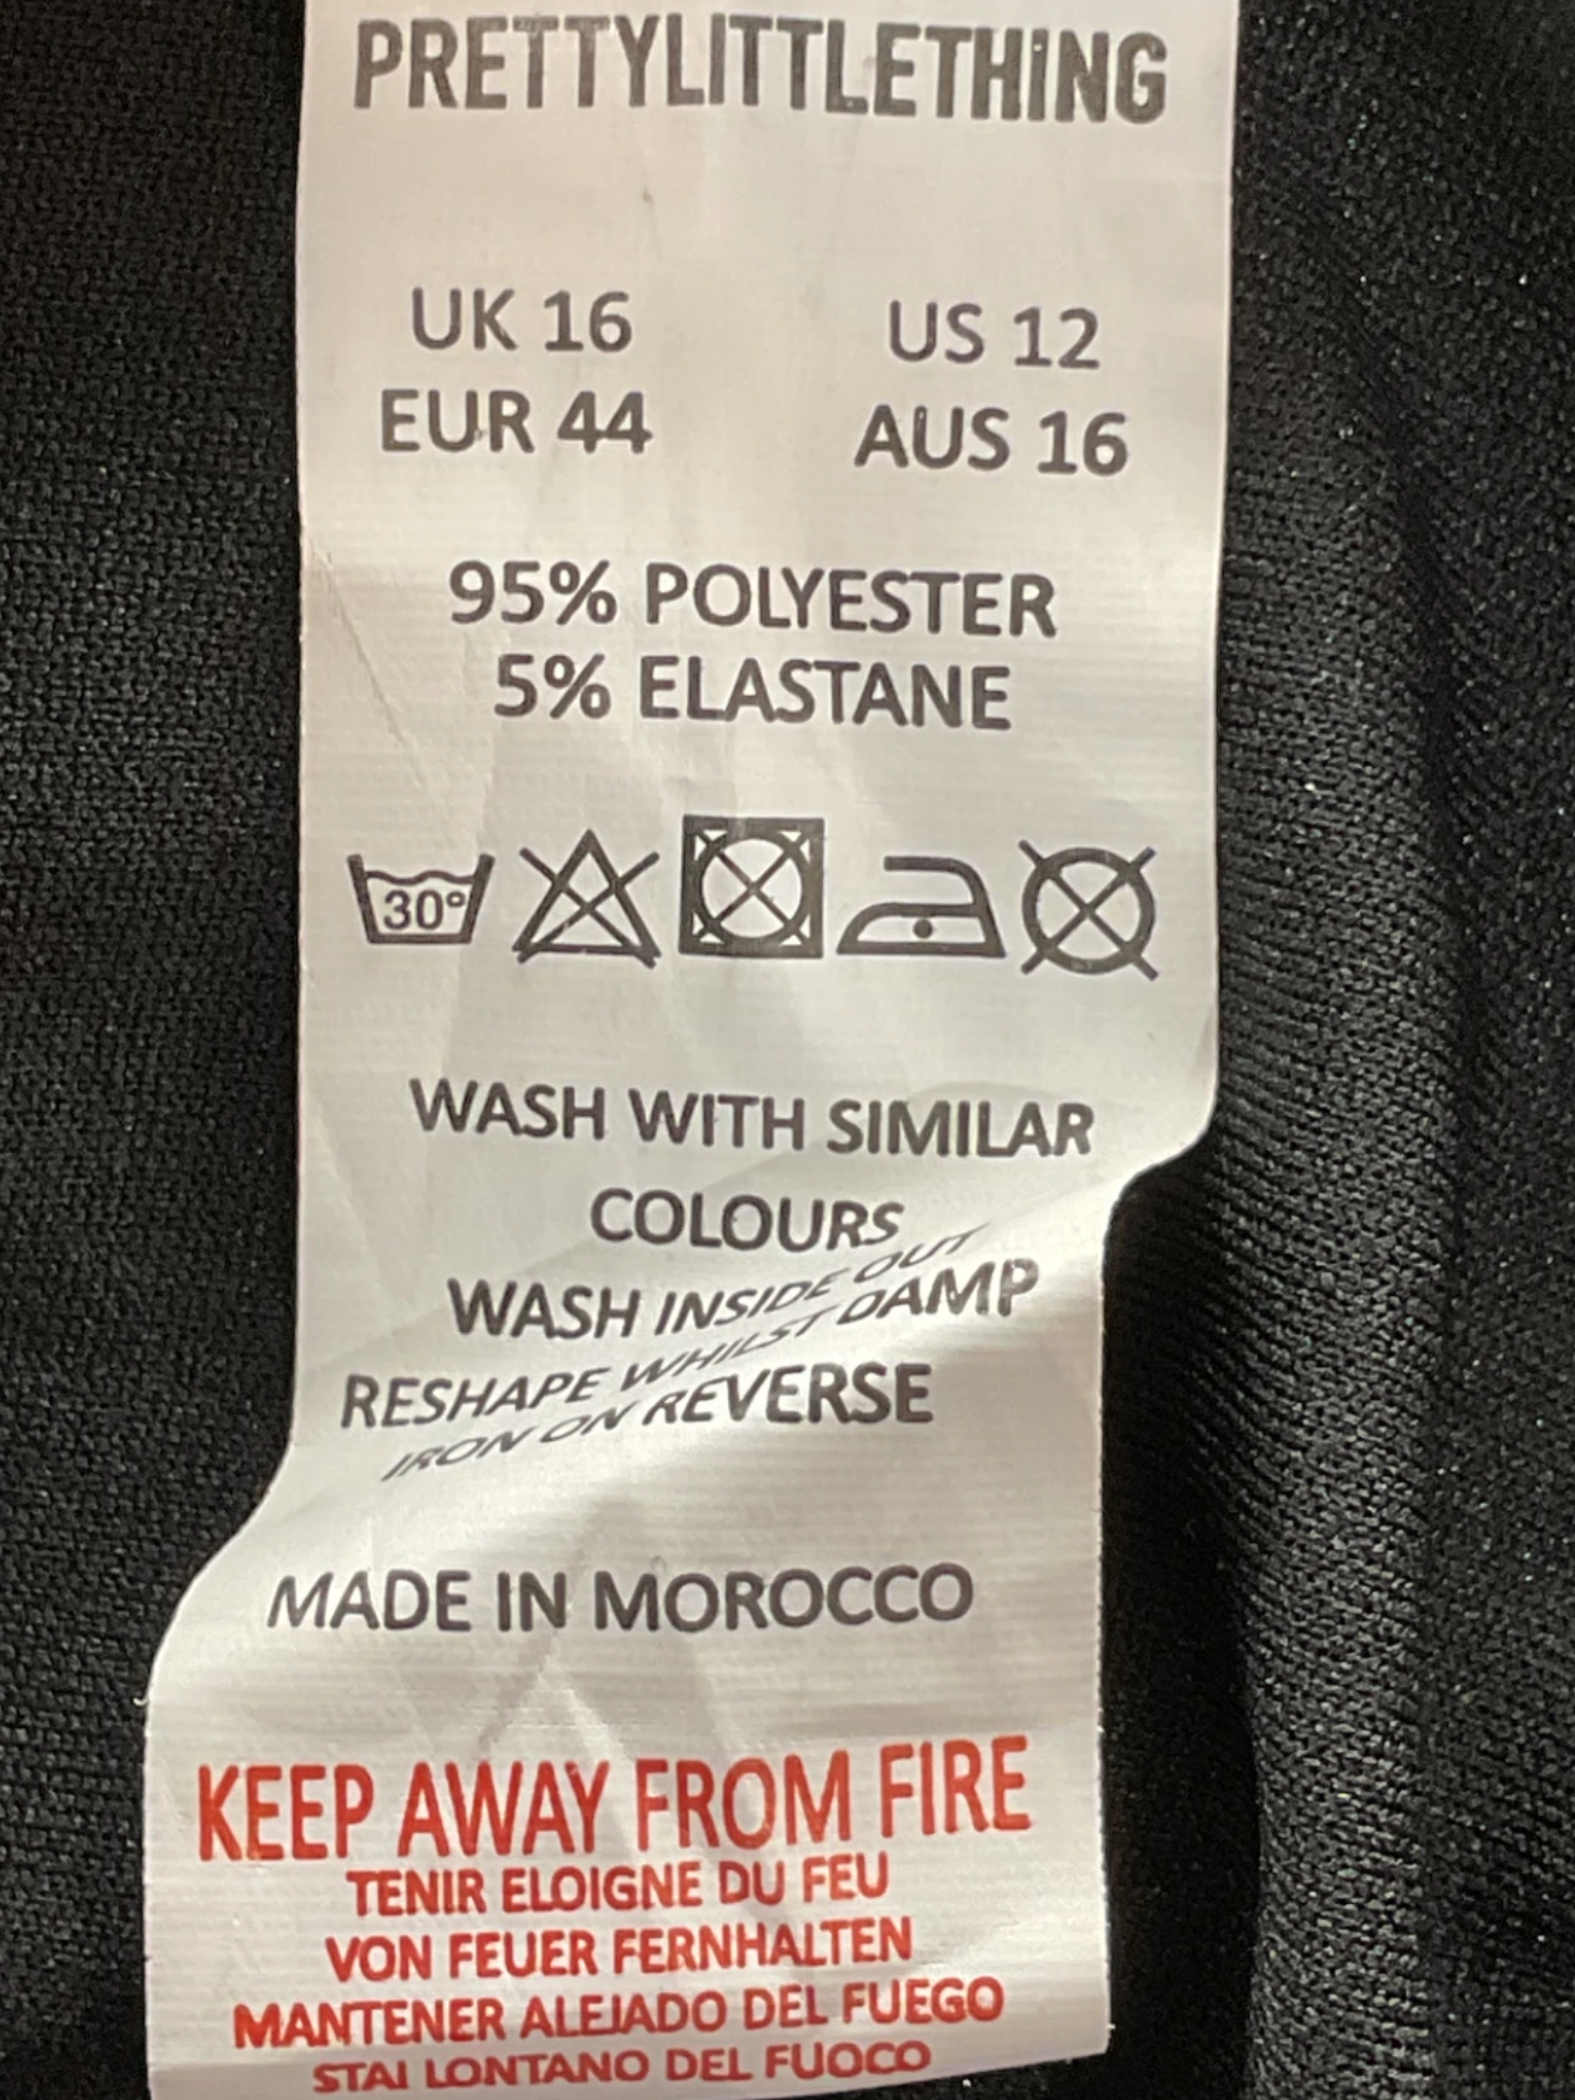 PRETTYLITTLETHING
UK 16 US 12
EUR 44 AUS 16
95% POLYESTER
5% ELASTANE
30°
WASH WITH SIMILAR
COLOURS
WASH INSIDE OUT
RESHAPE WHILST DAMP
IRON ON REVERSE
MADE IN MOROCCO
KEEP AWAY FROM FIRE
TENIR ELOIGNE DU FEU
VON FEUER FERNHALTEN
MANTENER ALEJADO DEL FUEGO
STAI LONTANO DEL FUOCO